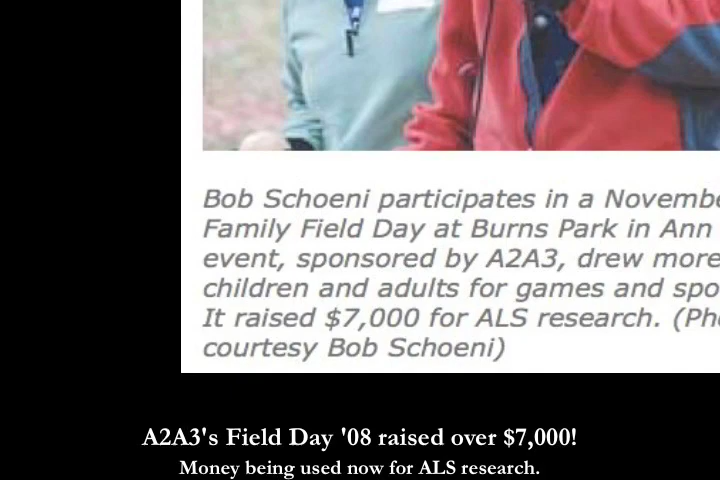 Bob Schoeni participates in a Novembe
Family Field Day at Burns Park in Ann
event, sponsored by A2A3, drew more
children and adults for games and spo
It raised $7,000 for ALS research. (Pho
courtesy Bob Schoeni)
A2A3's Field Day '08 raised over $7,000!
Money being used now for ALS research.